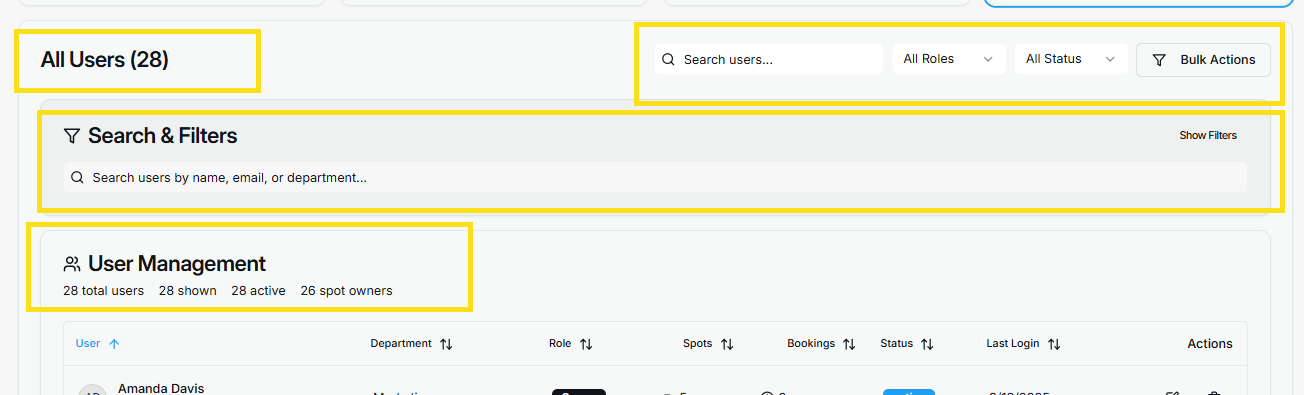 All Users (28)
Search users...
All Roles
All Status
Bulk Actions
Search & Filters
Show Filters
Search users by name, email, or department...
User Management
28 total users 28 shown 28 active 26 spot owners
User Department Role Spots Bookings Status Last Login Actions
Amanda Davis